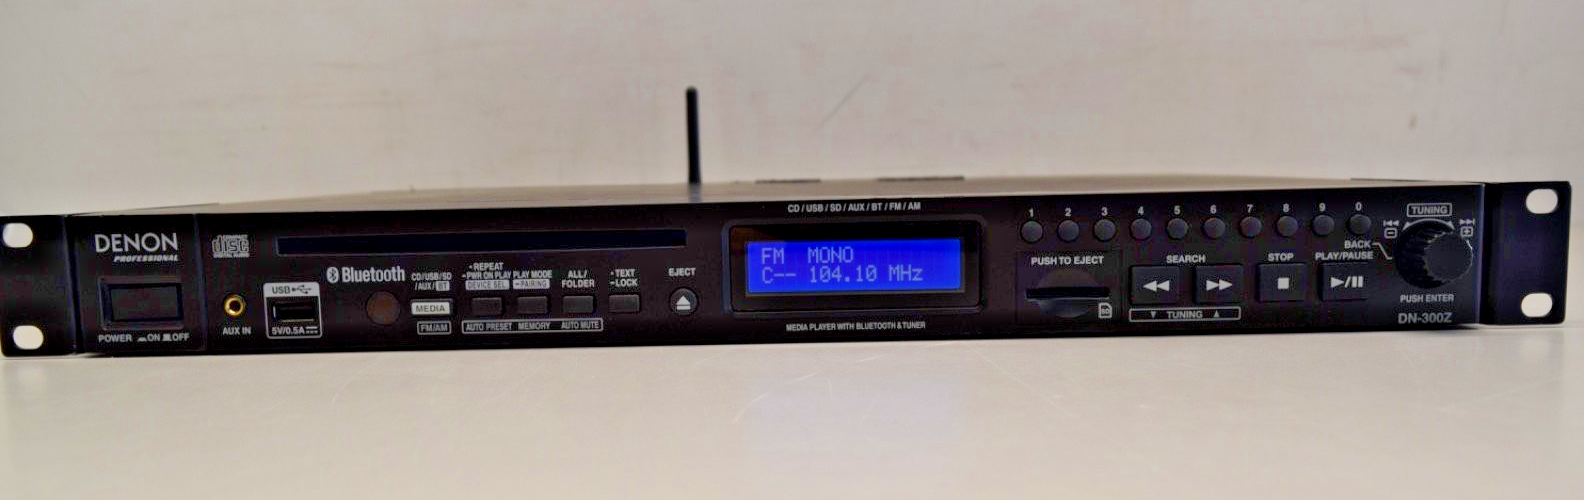 DENON
PROFESSIONAL
POWER ON OFF
COMPACT
disc
DIGITAL AUDIO
AUX IN
USB
5V/0.5A
Bluetooth
CD/USB/SD
/AUX/BT
MEDIA
FM/AM
•REPEAT
–PWR ON PLAY
DEVICE SEL
PLAY MODE
–PAIRING
AUTO PRESET
MEMORY
ALL/
FOLDER
AUTO MUTE
•TEXT
–LOCK
EJECT
CD / USB / SD / AUX / BT / FM / AM
FM MONO
C-- 104.10 MHz
MEDIA PLAYER WITH BLUETOOTH & TUNER
1 2 3 4 5 6 7 8 9 0
PUSH TO EJECT
SD
SEARCH
TUNING
STOP
BACK
PLAY/PAUSE
TUNING
PUSH ENTER
DN-300Z